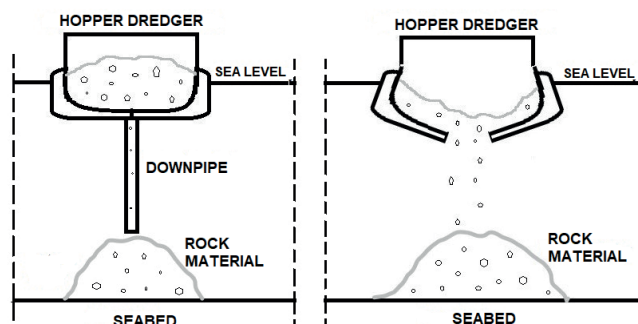 HOPPER DREDGER
SEA LEVEL
DOWNPIPE
ROCK
MATERIAL
SEABED
HOPPER DREDGER
SEA LEVEL
ROCK
MATERIAL
SEABED